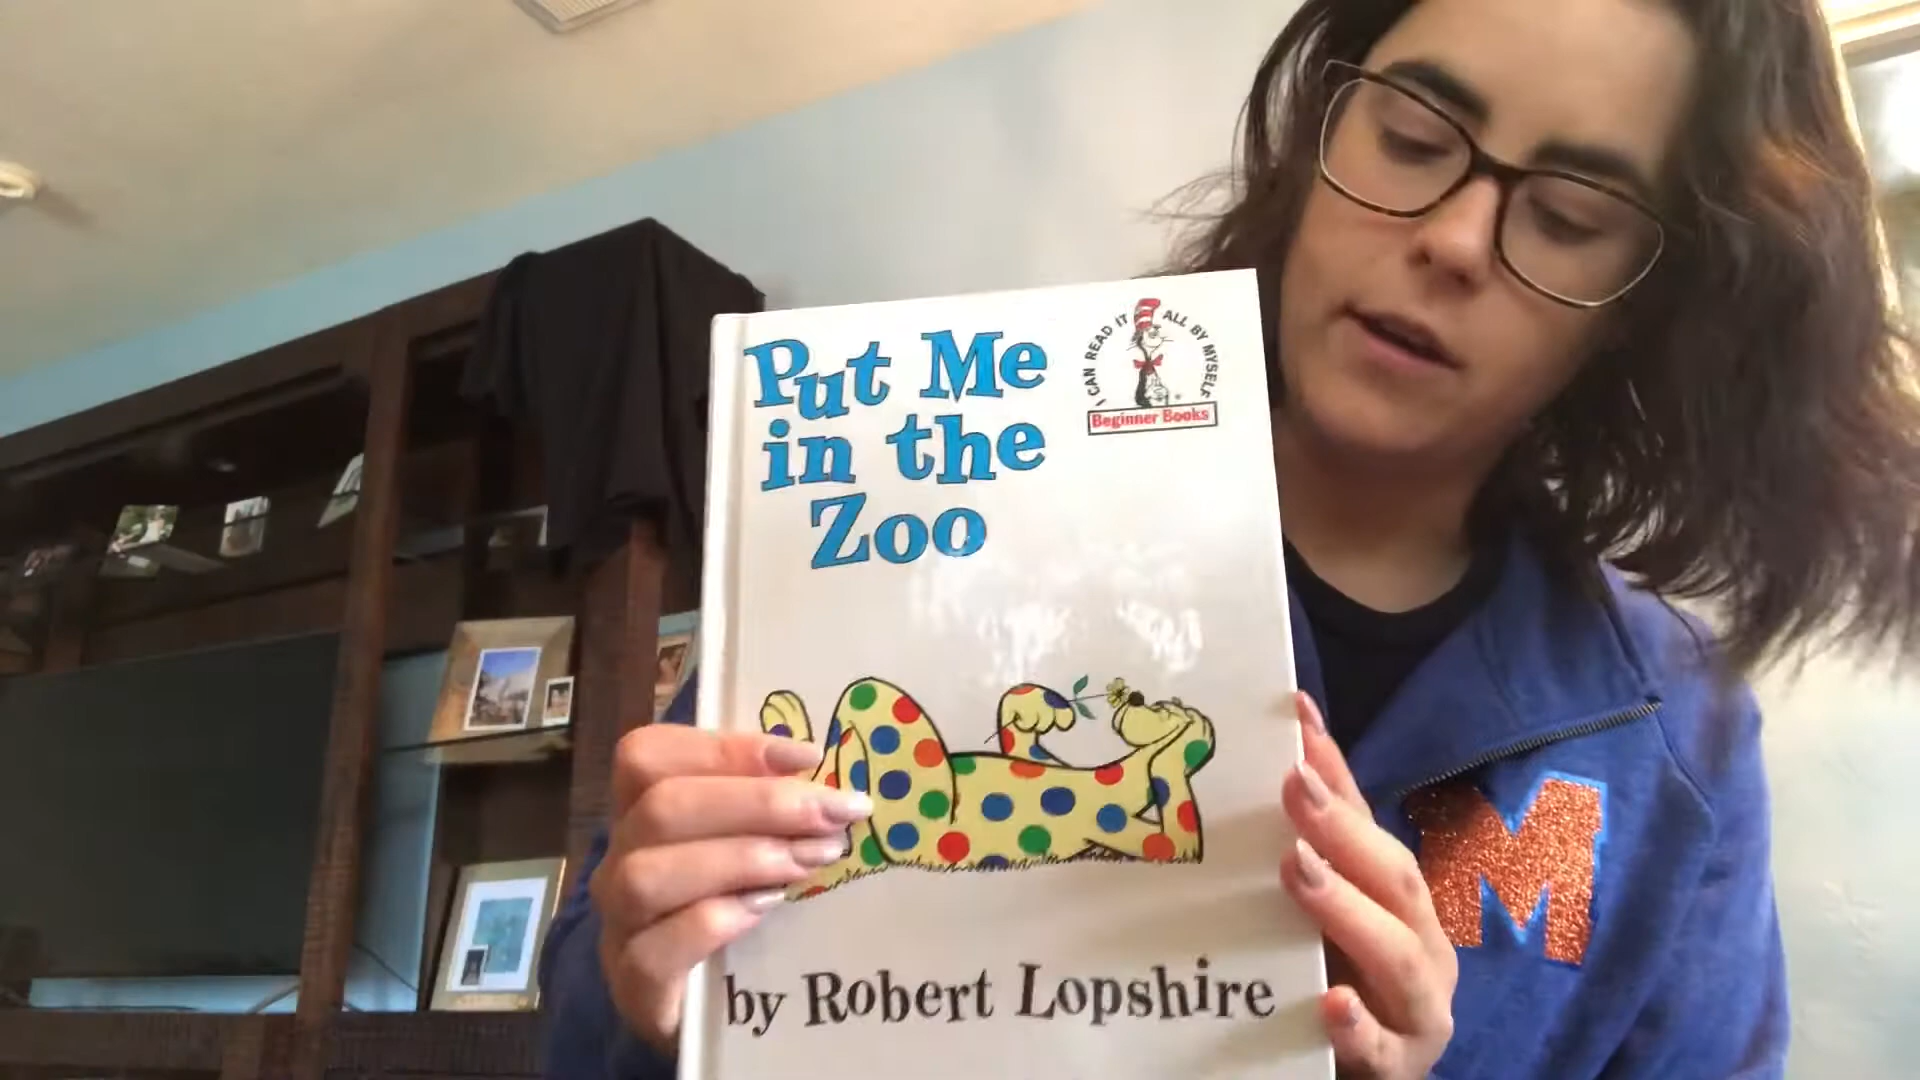 Put Me
in the
Zoo
I CAN READ IT ALL BY MYSELF
Beginner Books
by Robert Lopshire
M